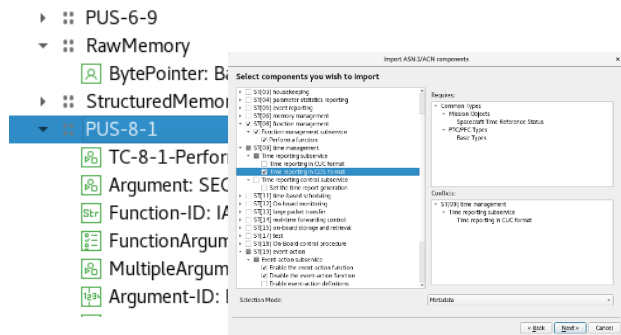 PUS-6-9
RawMemory
BytePointer: Ba
StructuredMemor
PUS-8-1
TC-8-1-Perfor
Argument: SEC
Str Function-ID: IA
FunctionArgum
MultipleArgum
Argument-ID:
Import ASN.1/ACN components
x
Select components you wish to import
ST[03] housekeeping
ST[04] parameter statistics reporting
ST[05] event reporting
ST[06] memory management
ST[08] function management
Function management subservice
Perform a function
ST[09] time management
Time reporting subservice
Time reporting in CUC format
Time reporting in CDS format
Time reporting control subservice
Set the time report generation
ST[11] time-based scheduling
ST[12] On-board monitoring
ST[13] large packet transfer
ST[14] real-time forwarding control
ST[15] on-board storage and retrieval
ST[17] test
ST[18] On-Board control procedure
ST[19] event-action
Event-action subservice
Enable the event-action function
Disable the event-action function
Enable event-action definitions
Requires:
Common Types
Mission Objects
Spacecraft Time Reference Status
PTC/PFC Types
Basic Types
Conflicts:
ST[09] time management
Time reporting subservice
Time reporting in CUC format
Selection Mode:
Metadata
< Back
Next >
Cancel